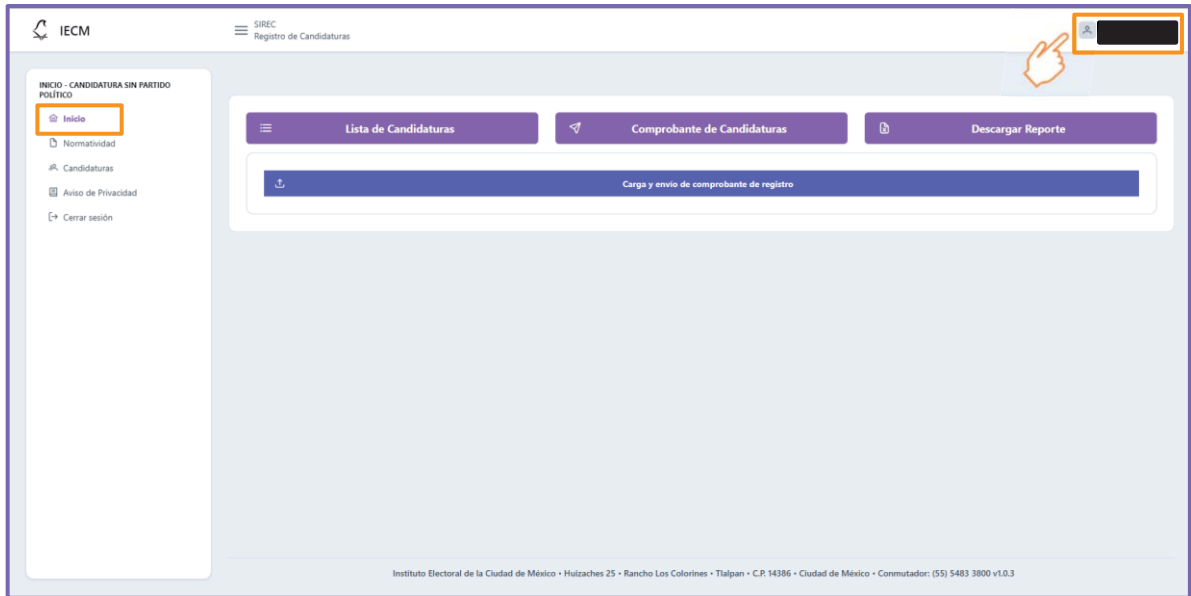 IECM
SIREC
Registro de Candidaturas
INICIO - CANDIDATURA SIN PARTIDO
POLÍTICO
Inicio
Normatividad
Candidaturas
Aviso de Privacidad
Cerrar sesión
Lista de Candidaturas
Comprobante de Candidaturas
Descargar Reporte
Carga y envío de comprobante de registro
Instituto Electoral de la Ciudad de México • Huizaches 25 • Rancho Los Colorines • Tlalpan • C.P. 14386 • Ciudad de México • Conmutador: (55) 5483 3800 v1.0.3